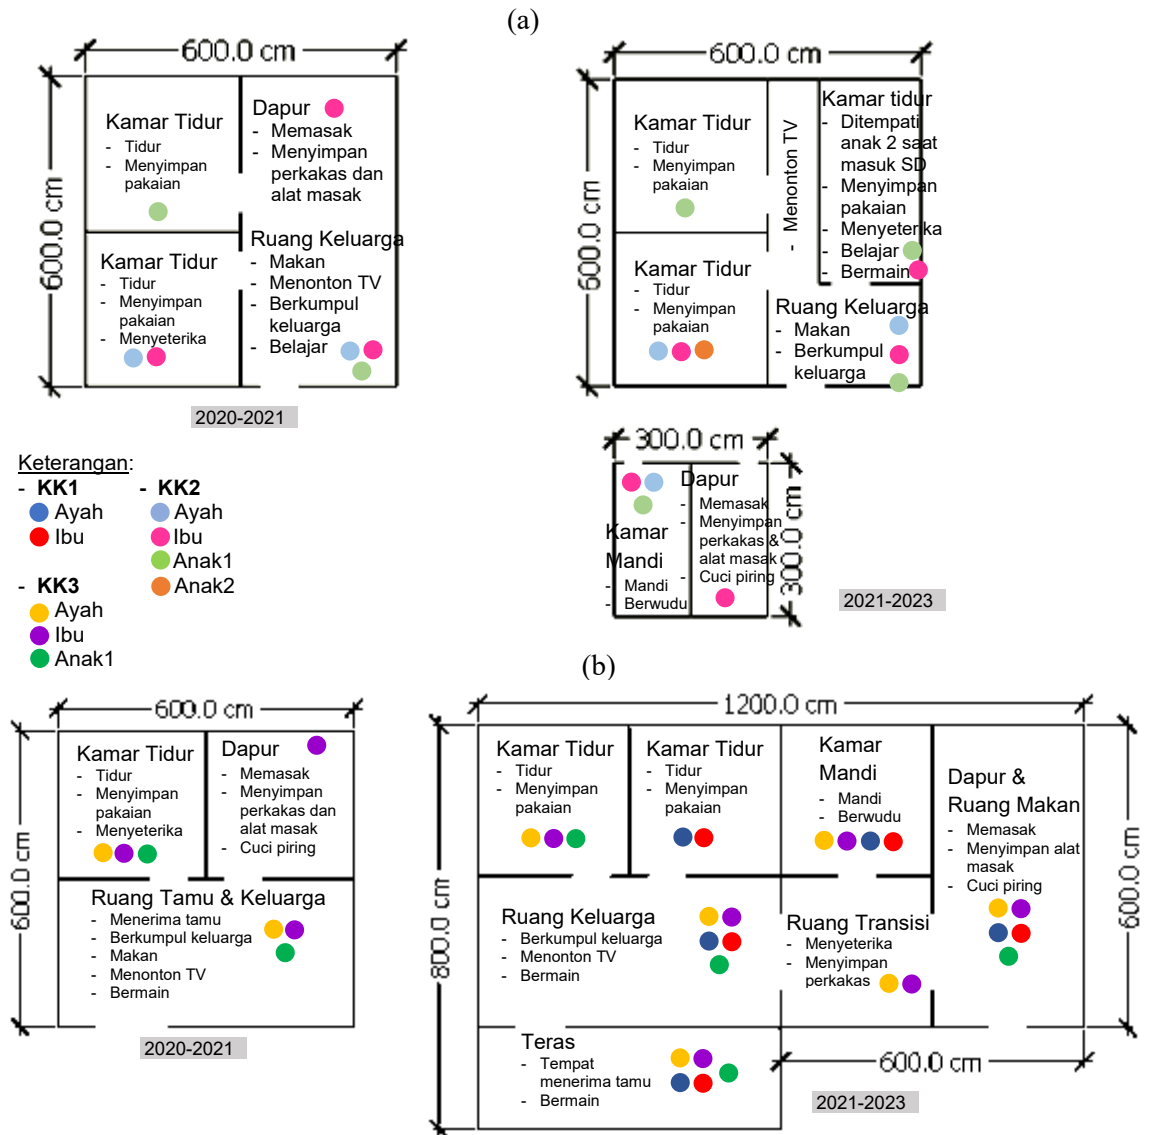 (a)
600.0 cm
600.0 cm
Kamar Tidur
- Tidur
- Menyimpan
pakaian
Dapur
- Memasak
- Menyimpan
perkakas dan
alat masak
Kamar Tidur
- Tidur
- Menyimpan
pakaian
- Menyeterika
Ruang Keluarga
- Makan
- Menonton TV
- Berkumpul
keluarga
- Belajar
2020-2021
600.0 cm
600.0 cm
Kamar Tidur
- Tidur
- Menyimpan
pakaian
- Menonton TV
Kamar tidur
- Ditempati
anak 2 saat
masuk SD
- Menyimpan
pakaian
- Menyeterika
- Belajar
- Bermain
Kamar Tidur
- Tidur
- Menyimpan
pakaian
Ruang Keluarga
- Makan
- Berkumpul
keluarga
300.0 cm
300.0 cm
Kamar
Mandi
- Mandi
- Berwudu
Dapur
- Memasak
- Menyimpan
perkakas &
alat masak
- Cuci piring
2021-2023
Keterangan:
- KK1
Ayah
Ibu
- KK2
Ayah
Ibu
Anak1
Anak2
- KK3
Ayah
Ibu
Anak1
(b)
600.0 cm
600.0 cm
Kamar Tidur
- Tidur
- Menyimpan
pakaian
- Menyeterika
Dapur
- Memasak
- Menyimpan
perkakas dan
alat masak
- Cuci piring
Ruang Tamu & Keluarga
- Menerima tamu
- Berkumpul keluarga
- Makan
- Menonton TV
- Bermain
2020-2021
1200.0 cm
800.0 cm
600.0 cm
600.0 cm
Kamar Tidur
- Tidur
- Menyimpan
pakaian
Kamar Tidur
- Tidur
- Menyimpan
pakaian
Kamar
Mandi
- Mandi
- Berwudu
Dapur &
Ruang Makan
- Memasak
- Menyimpan alat
masak
- Cuci piring
Ruang Keluarga
- Berkumpul keluarga
- Menonton TV
- Bermain
Ruang Transisi
- Menyeterika
- Menyimpan
perkakas
Teras
- Tempat
menerima tamu
- Bermain
2021-2023